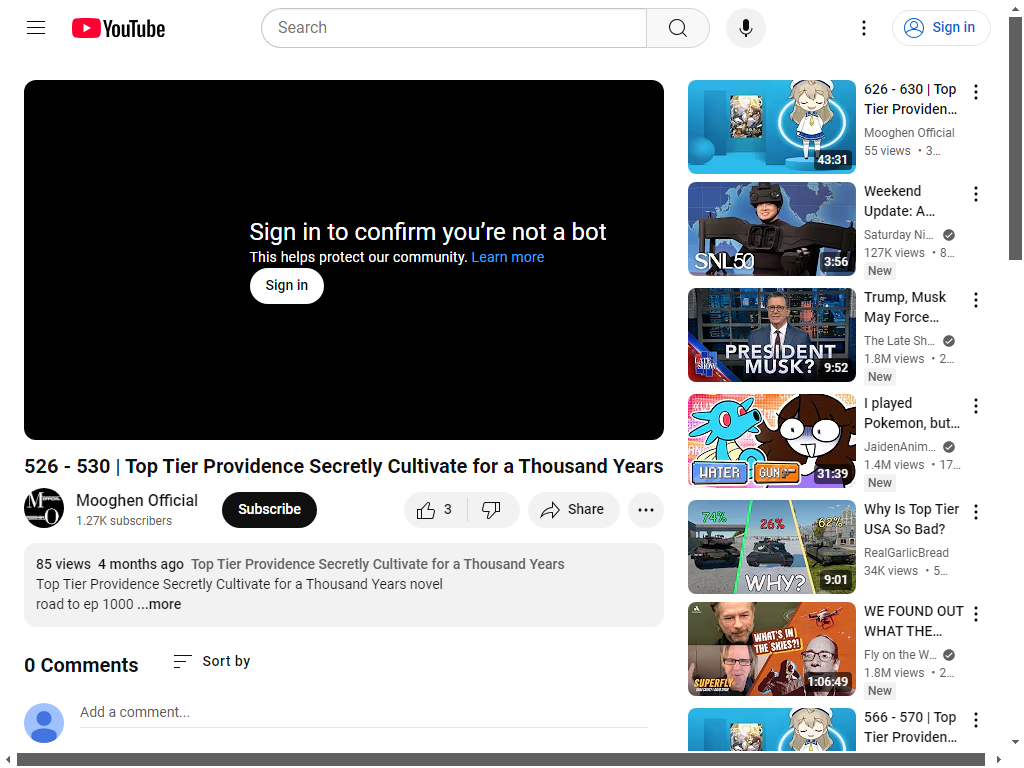 YouTube
Search
Sign in
Sign in to confirm you’re not a bot
This helps protect our community. Learn more
Sign in
526 - 530 | Top Tier Providence Secretly Cultivate for a Thousand Years
Mooghen Official
1.27K subscribers
Subscribe
3
Share
85 views 4 months ago Top Tier Providence Secretly Cultivate for a Thousand Years
Top Tier Providence Secretly Cultivate for a Thousand Years novel
road to ep 1000 ...more
0 Comments
Sort by
Add a comment...
43:31
626 - 630 | Top
Tier Providen...
Mooghen Official
55 views • 3...
SNL50
3:56
Weekend
Update: A...
Saturday Ni...
127K views • 8...
New
LATE SHOW
PRESIDENT
MUSK?
9:52
Trump, Musk
May Force...
The Late Sh...
1.8M views • 2...
New
WATER
GUN
31:39
I played
Pokemon, but...
JaidenAnim...
1.4M views • 17...
New
74%
26%
62%
WHY?
9:01
Why Is Top Tier
USA So Bad?
RealGarlicBread
34K views • 5...
WHAT'S IN
THE SKIES?!
SUPERFLY
1:06:49
WE FOUND OUT
WHAT THE...
Fly on the W...
1.8M views • 2...
New
566 - 570 | Top
Tier Providen...